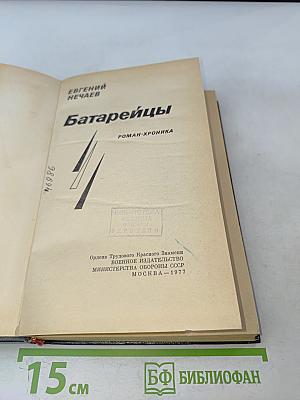 ЕВГЕНИЙ
НЕЧАЕВ
Батарейцы
РОМАН-ХРОНИКА
БИБЛИОТЕКА
Ордена Трудового Красного Знамени
ВОЕННОЕ ИЗДАТЕЛЬСТВО
МИНИСТЕРСТВА ОБОРОНЫ СССР
МОСКВА—1977
15 см
БФ БИБЛИОФАН